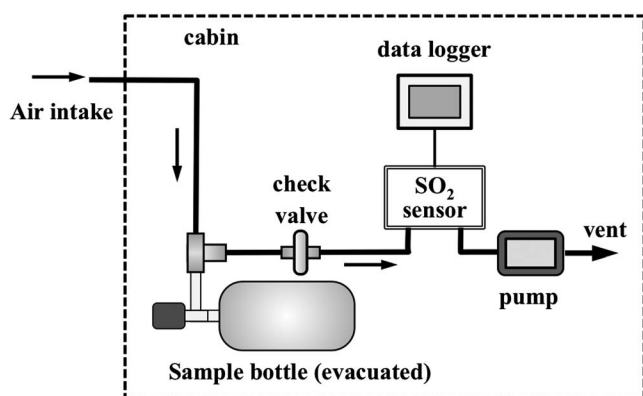 cabin
data logger
Air intake
check
valve
SO₂
sensor
vent
pump
Sample bottle (evacuated)